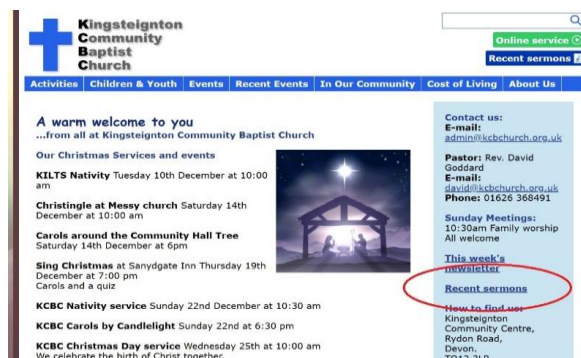 Kingsteignton
Community
Baptist
Church
Online service
Recent sermons
Activities Children & Youth Events Recent Events In Our Community Cost of Living About Us
A warm welcome to you
...from all at Kingsteignton Community Baptist Church
Our Christmas Services and events
KILTS Nativity Tuesday 10th December at 10:00
am
Christingle at Messy church Saturday 14th
December at 10:00 am
Carols around the Community Hall Tree
Saturday 14th December at 6pm
Sing Christmas at Sanydgate Inn Thursday 19th
December at 7:00 pm
Carols and a quiz
KCBC Nativity service Sunday 22nd December at 10:30 am
KCBC Carols by Candlelight Sunday 22nd at 6:30 pm
KCBC Christmas Day service Wednesday 25th at 10:00 am
We celebrate the birth of Christ together
Contact us:
E-mail:
admin@kcbchurch.org.uk
Pastor: Rev. David
Goddard
E-mail:
david@kcbchurch.org.uk
Phone: 01626 368491
Sunday Meetings:
10:30am Family worship
All welcome
This week's
newsletter
Recent sermons
How to find us:
Kingsteignton
Community Centre,
Rydon Road,
Devon.